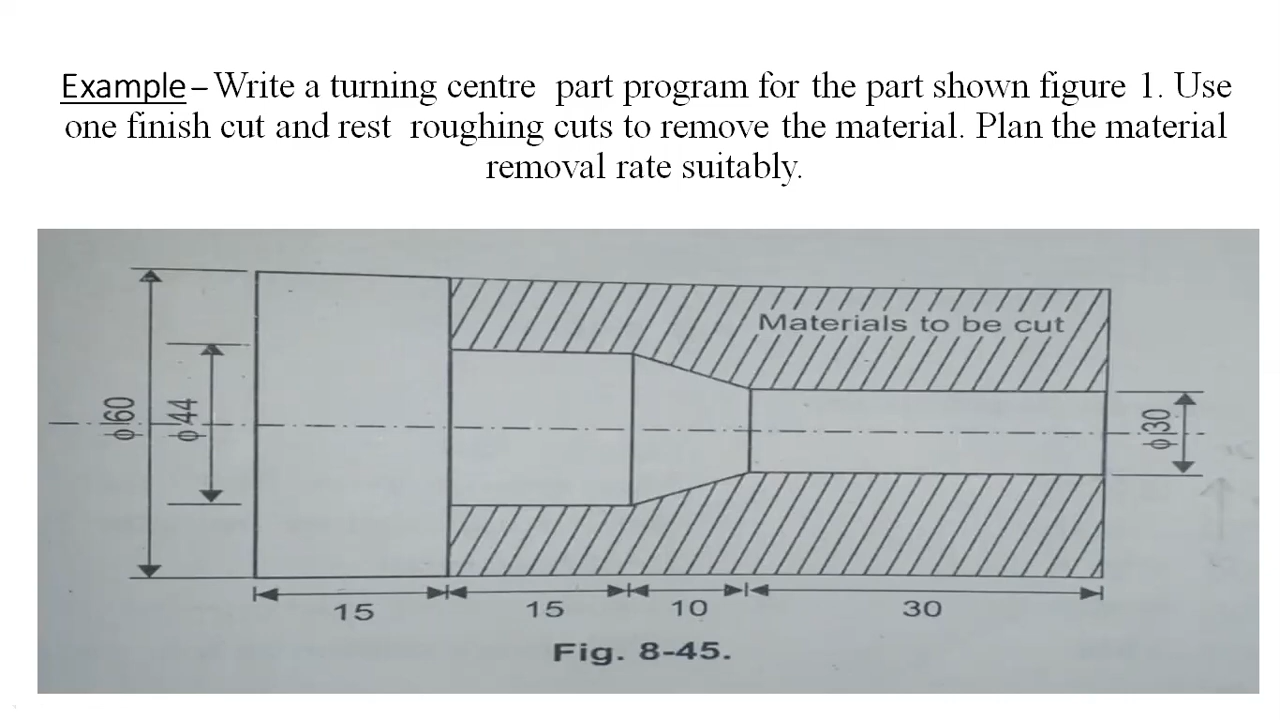 Example – Write a turning centre part program for the part shown figure 1. Use
one finish cut and rest roughing cuts to remove the material. Plan the material
removal rate suitably.
Materials to be cut
ϕ60
ϕ44
ϕ30
15
15
10
30
Fig. 8-45.